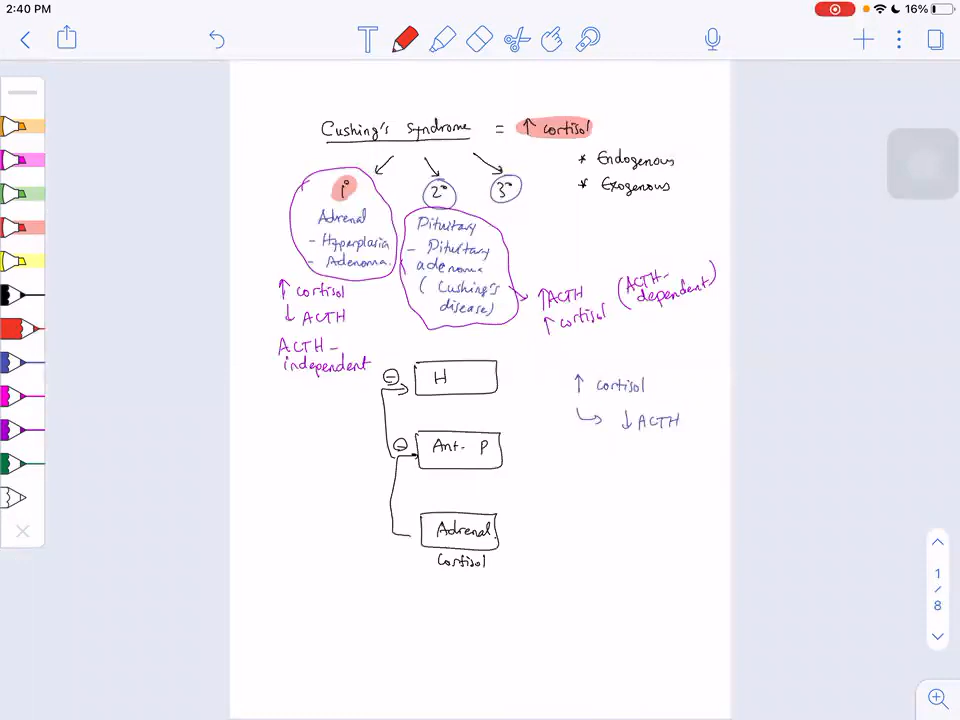 2:40 PM
16%
Cushing's syndrome = ↑ cortisol
* Endogenous
* Exogenous
1°
2°
3°
Adrenal
- Hyperplasia
- Adenoma.
↑ cortisol
↓ ACTH
ACTH-
independent
Pituitary
- Pituitary
adenoma
(Cushing's
disease)
↑ACTH
↑ cortisol
(ACTH-
dependent)
⊖ H
⊖ Ant. P
Adrenal
Cortisol
↑ cortisol
↓ ACTH
1
/
8